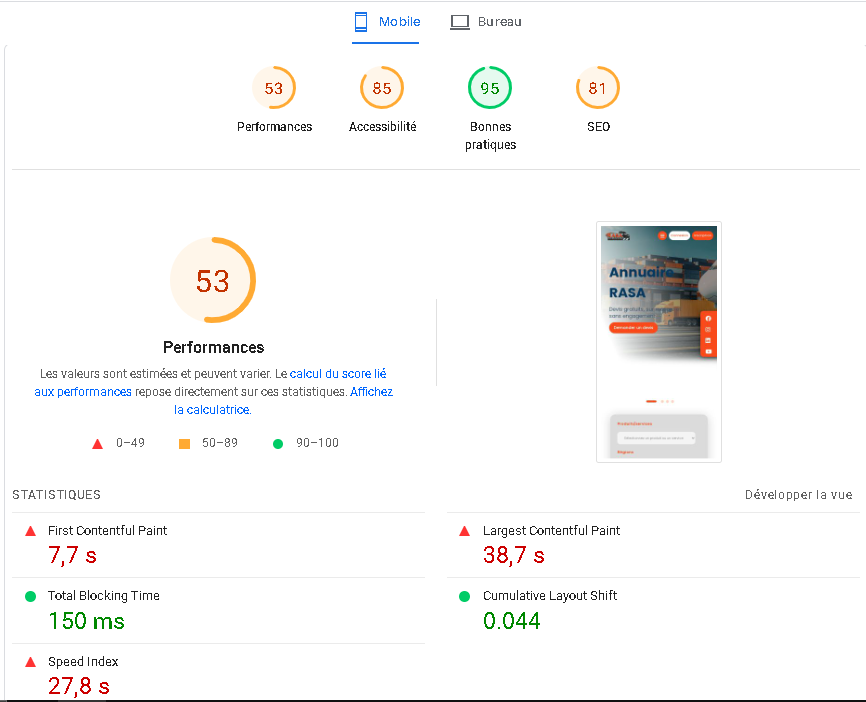 Mobile
Bureau
53
85
95
81
Performances
Accessibilité
Bonnes
pratiques
SEO
53
Performances
Les valeurs sont estimées et peuvent varier. Le calcul du score lié
aux performances repose directement sur ces statistiques. Affichez
la calculatrice.
0–49
50–89
90–100
Annuaire
RASA
Devis gratuits,
sans engagement
Demander un devis
Produits/Services
Régions
STATISTIQUES
Développer la vue
First Contentful Paint
7,7 s
Largest Contentful Paint
38,7 s
Total Blocking Time
150 ms
Cumulative Layout Shift
0.044
Speed Index
27,8 s